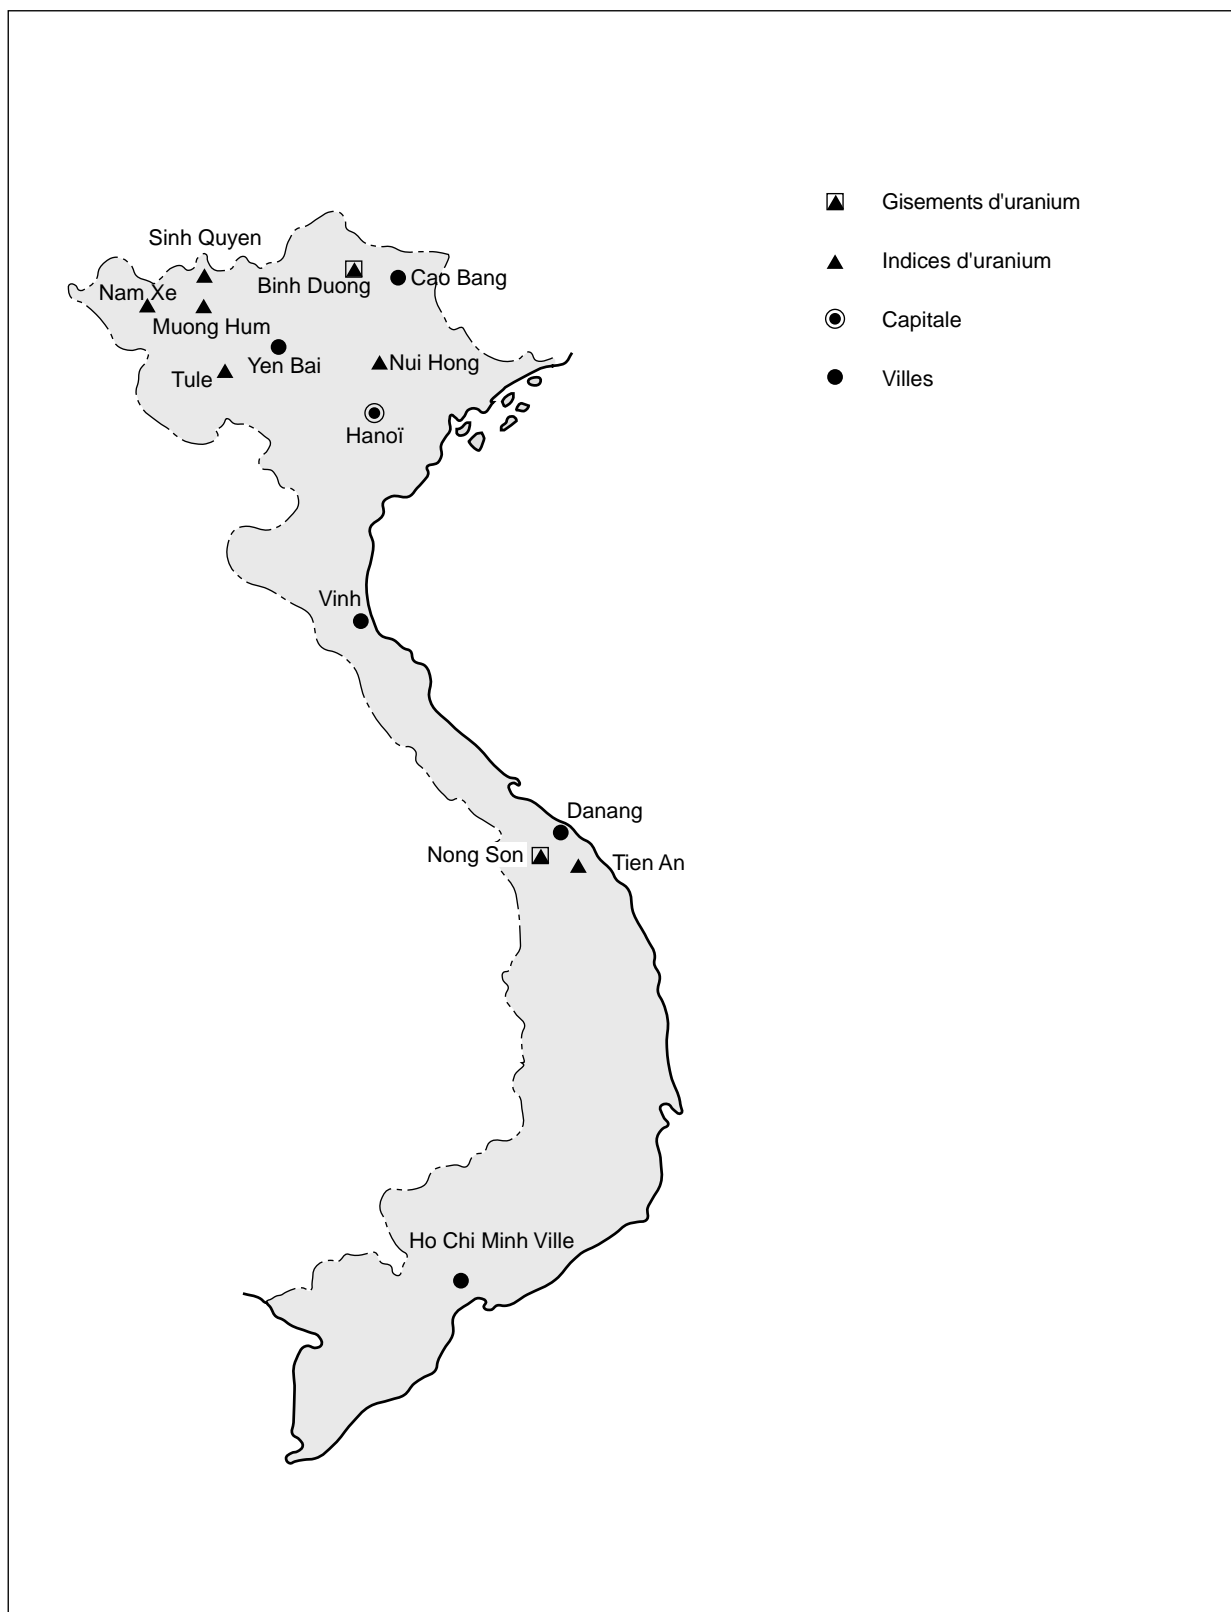 Gisements d'uranium
Sinh Quyen
Indices d'uranium
Cao Bang
Binh Duong
Nam Xe
Capitale
Muong Hum
Nui Hong
Yen Bai
Tule
Villes
Hanoï
Vinh
Danang
Nong Son
Tien An
Ho Chi Minh Ville